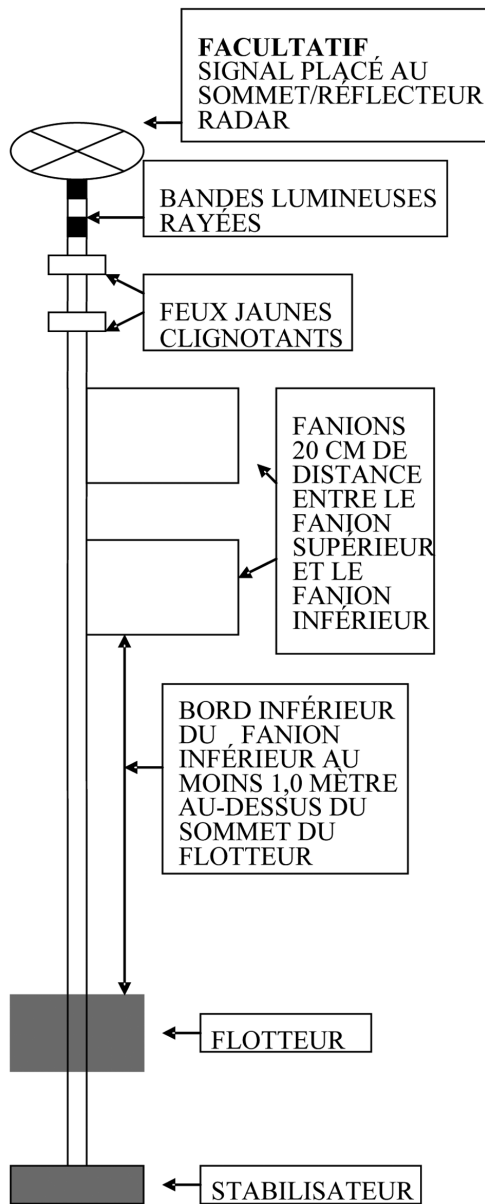 FACULTATIF
SIGNAL PLACÉ AU
SOMMET/RÉFLECTEUR
RADAR
BANDES LUMINEUSES
RAYÉES
FEUX JAUNES
CLIGNOTANTS
FANIONS
20 CM DE
DISTANCE
ENTRE LE
FANION
SUPÉRIEUR
ET LE
FANION
INFÉRIEUR
BORD INFÉRIEUR
DU FANION
INFÉRIEUR AU
MOINS 1,0 MÈTRE
AU-DESSUS DU
SOMMET DU
FLOTTEUR
FLOTTEUR
STABILISATEUR